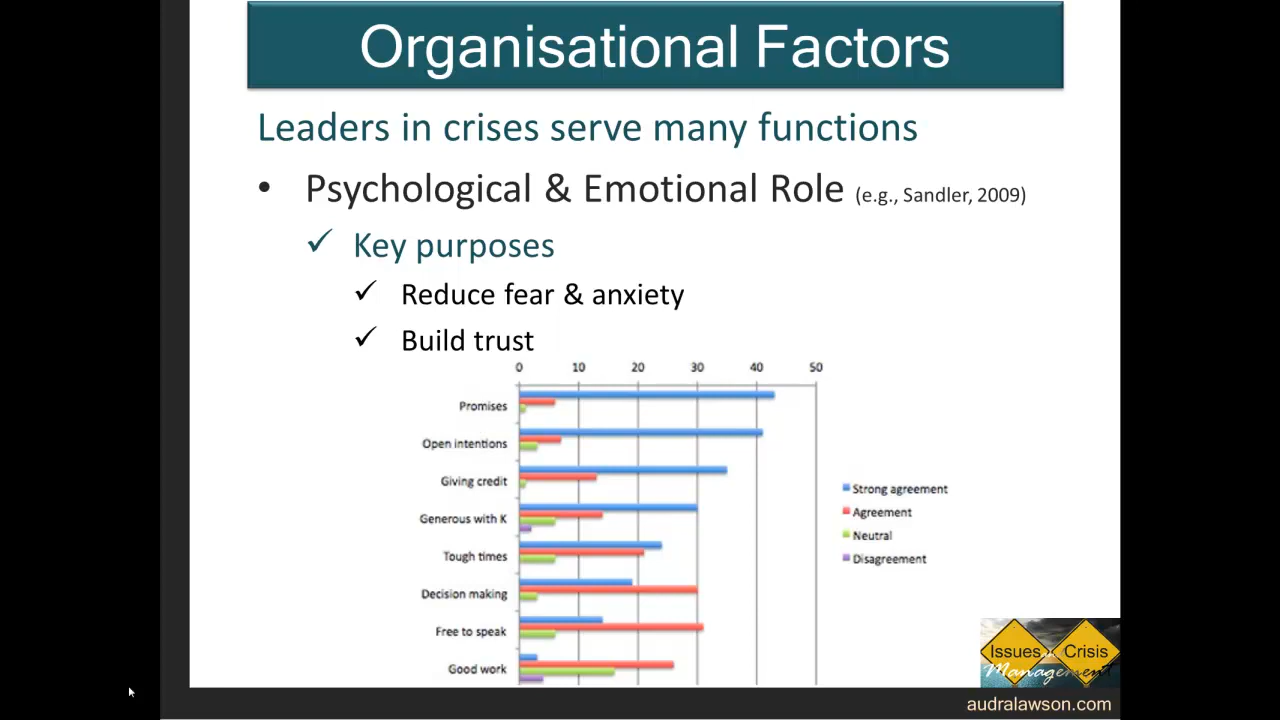 Organisational Factors
Leaders in crises serve many functions
• Psychological & Emotional Role (e.g., Sandler, 2009)
✓ Key purposes
✓ Reduce fear & anxiety
✓ Build trust
0 10 20 30 40 50
Promises
Open intentions
Giving credit
Generous with K
Tough times
Decision making
Free to speak
Good work
Strong agreement
Agreement
Neutral
Disagreement
Issues Crisis
Management
audralawson.com